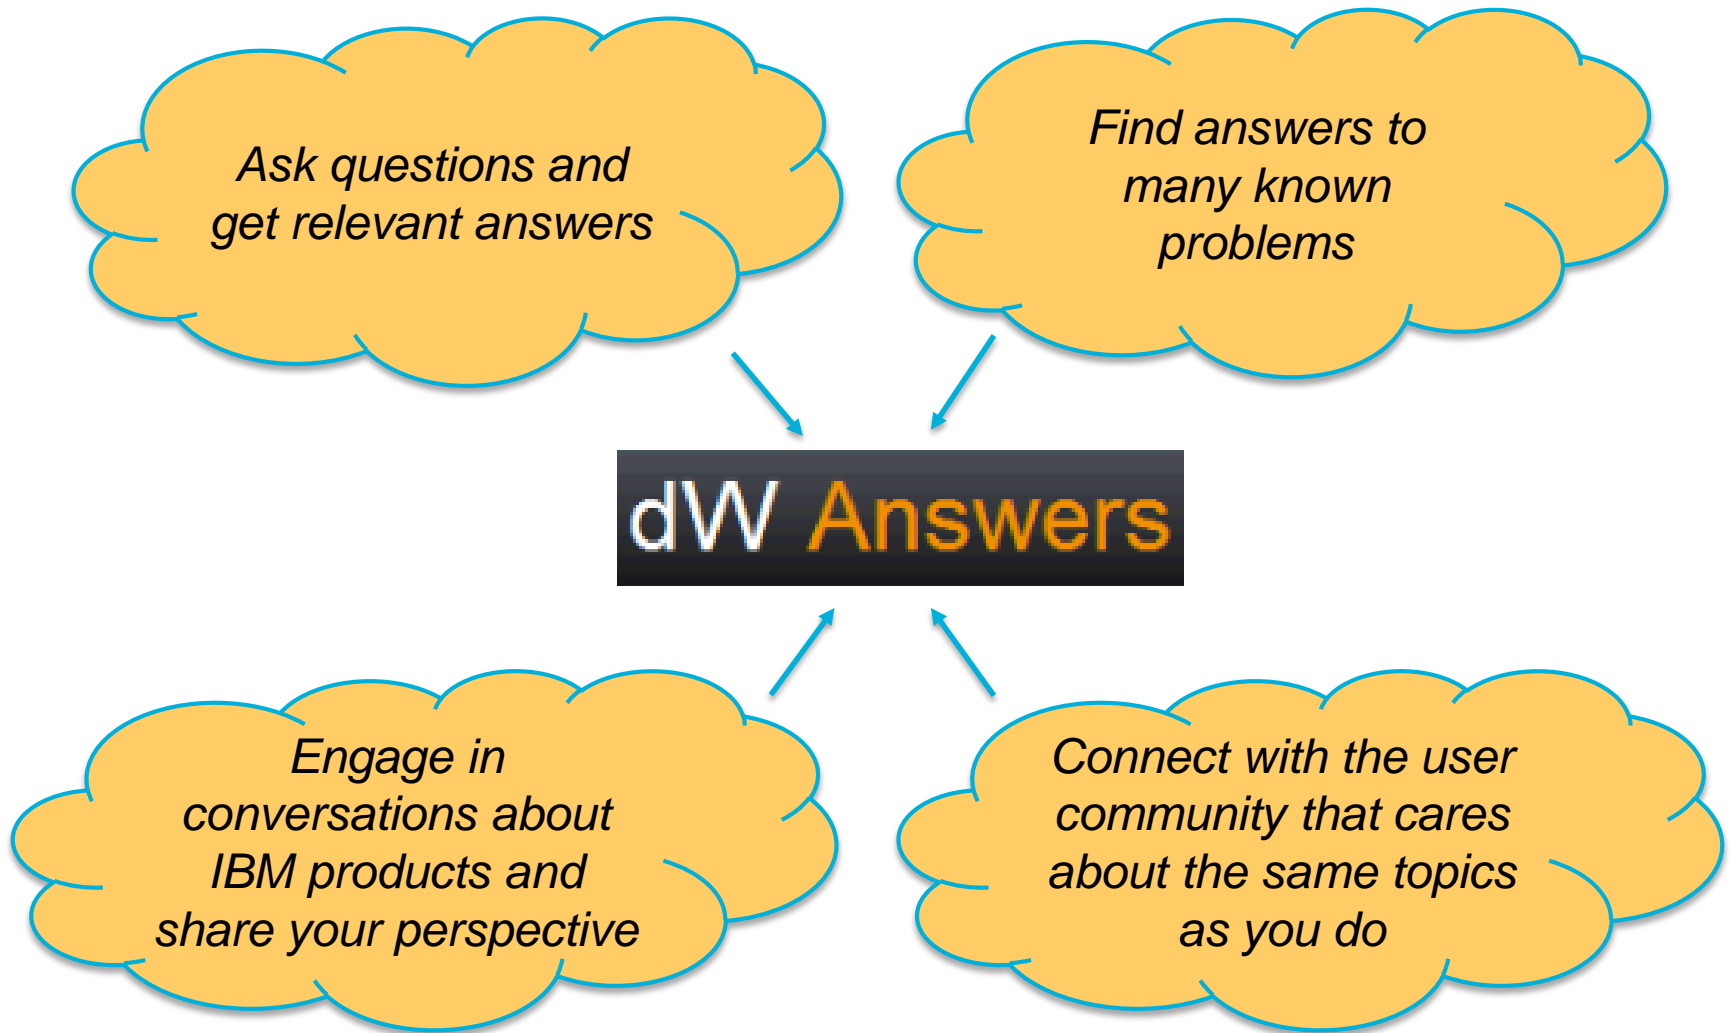 Ask questions and
get relevant answers
Find answers to
many known
problems
dW Answers
Engage in
conversations about
IBM products and
share your perspective
Connect with the user
community that cares
about the same topics
as you do